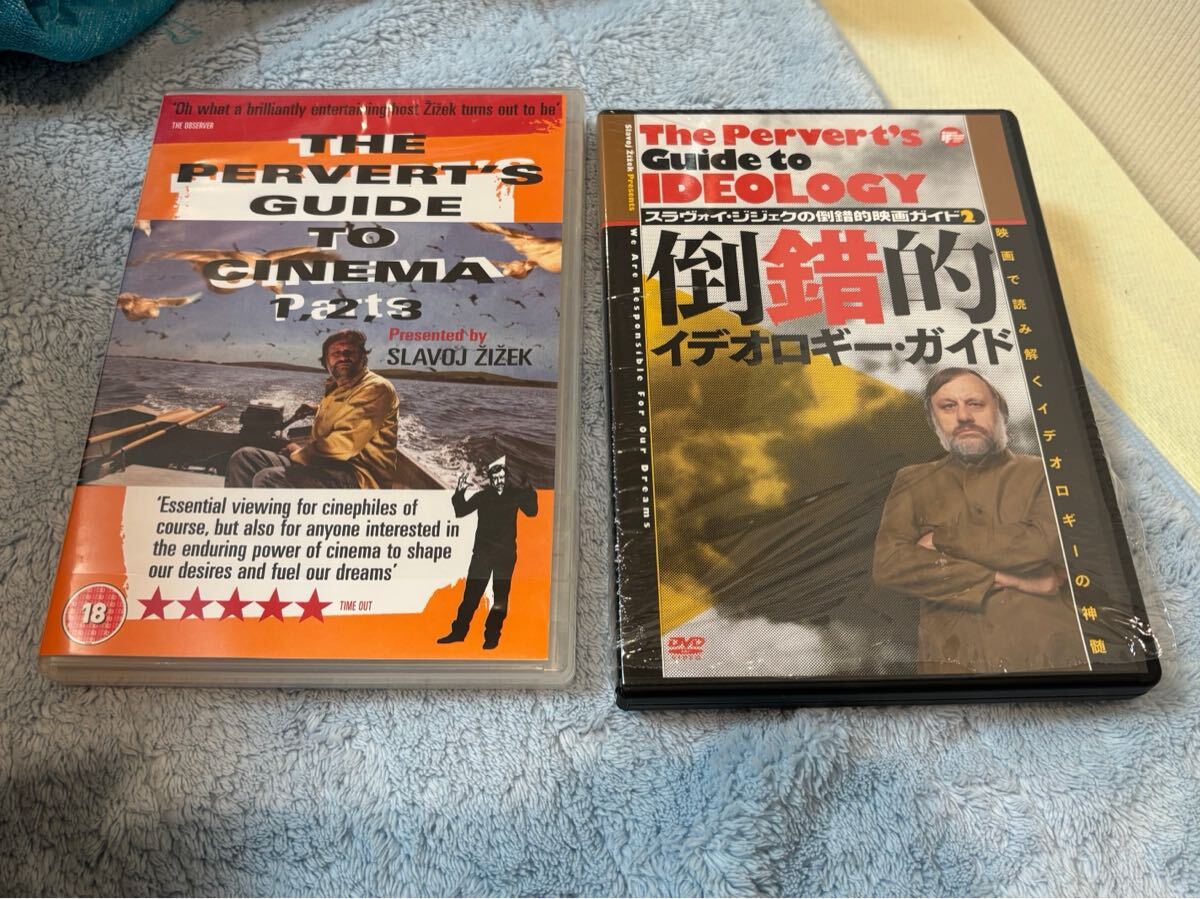 'Oh what a brilliantly entertaining host Žižek turns out to be'
THE OBSERVER
THE
PERVERT'S
GUIDE
TO
CINEMA
Parts
1,2,3
Presented by
SLAVOJ ŽIŽEK
'Essential viewing for cinephiles of
course, but also for anyone interested in
the enduring power of cinema to shape
our desires and fuel our dreams'
TIME OUT
18
Slavoj Žižek Presents
The Pervert's
Guide to
IDEOLOGY
スラヴォイ・ジジェクの倒錯的映画ガイド2
倒錯的
イデオロギー・ガイド
We Are Responsible For Our Dreams
映画で読み解くイデオロギーの神髄
DVD
VIDEO